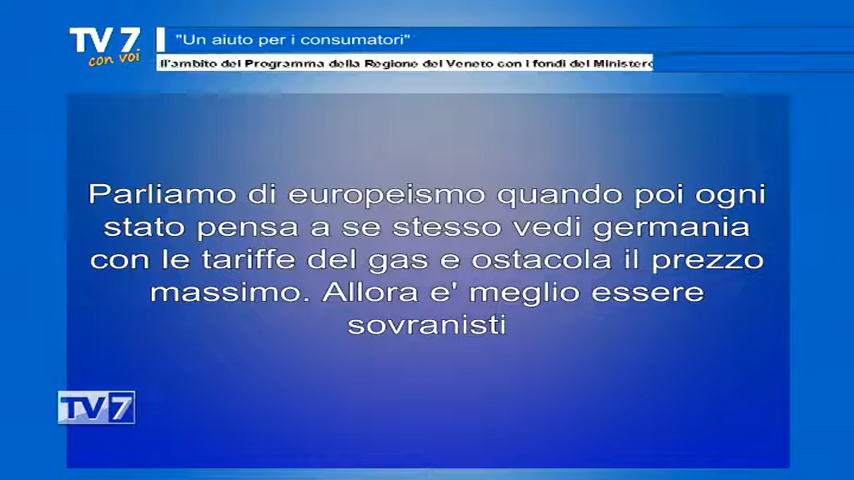 TV7
con voi
"Un aiuto per i consumatori"
ll'ambito del Programma della Regione del Veneto con i fondi del Ministero
Parliamo di europeismo quando poi ogni
stato pensa a se stesso vedi germania
con le tariffe del gas e ostacola il prezzo
massimo. Allora e' meglio essere
sovranisti
TV7